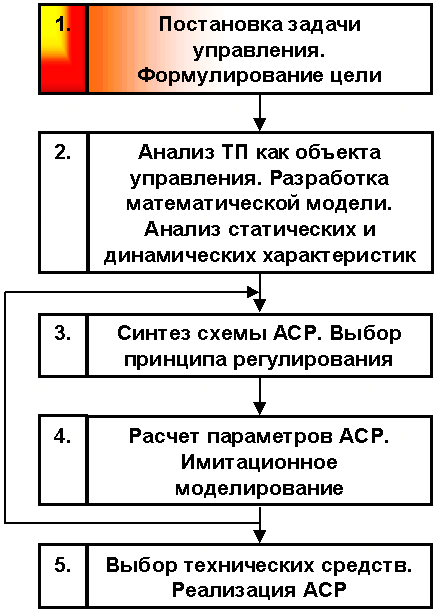 1. Постановка задачи
управления.
Формулирование цели
2. Анализ ТП как объекта
управления. Разработка
математической модели.
Анализ статических и
динамических характеристик
3. Синтез схемы АСР. Выбор
принципа регулирования
4. Расчет параметров АСР.
Имитационное
моделирование
5. Выбор технических средств.
Реализация АСР